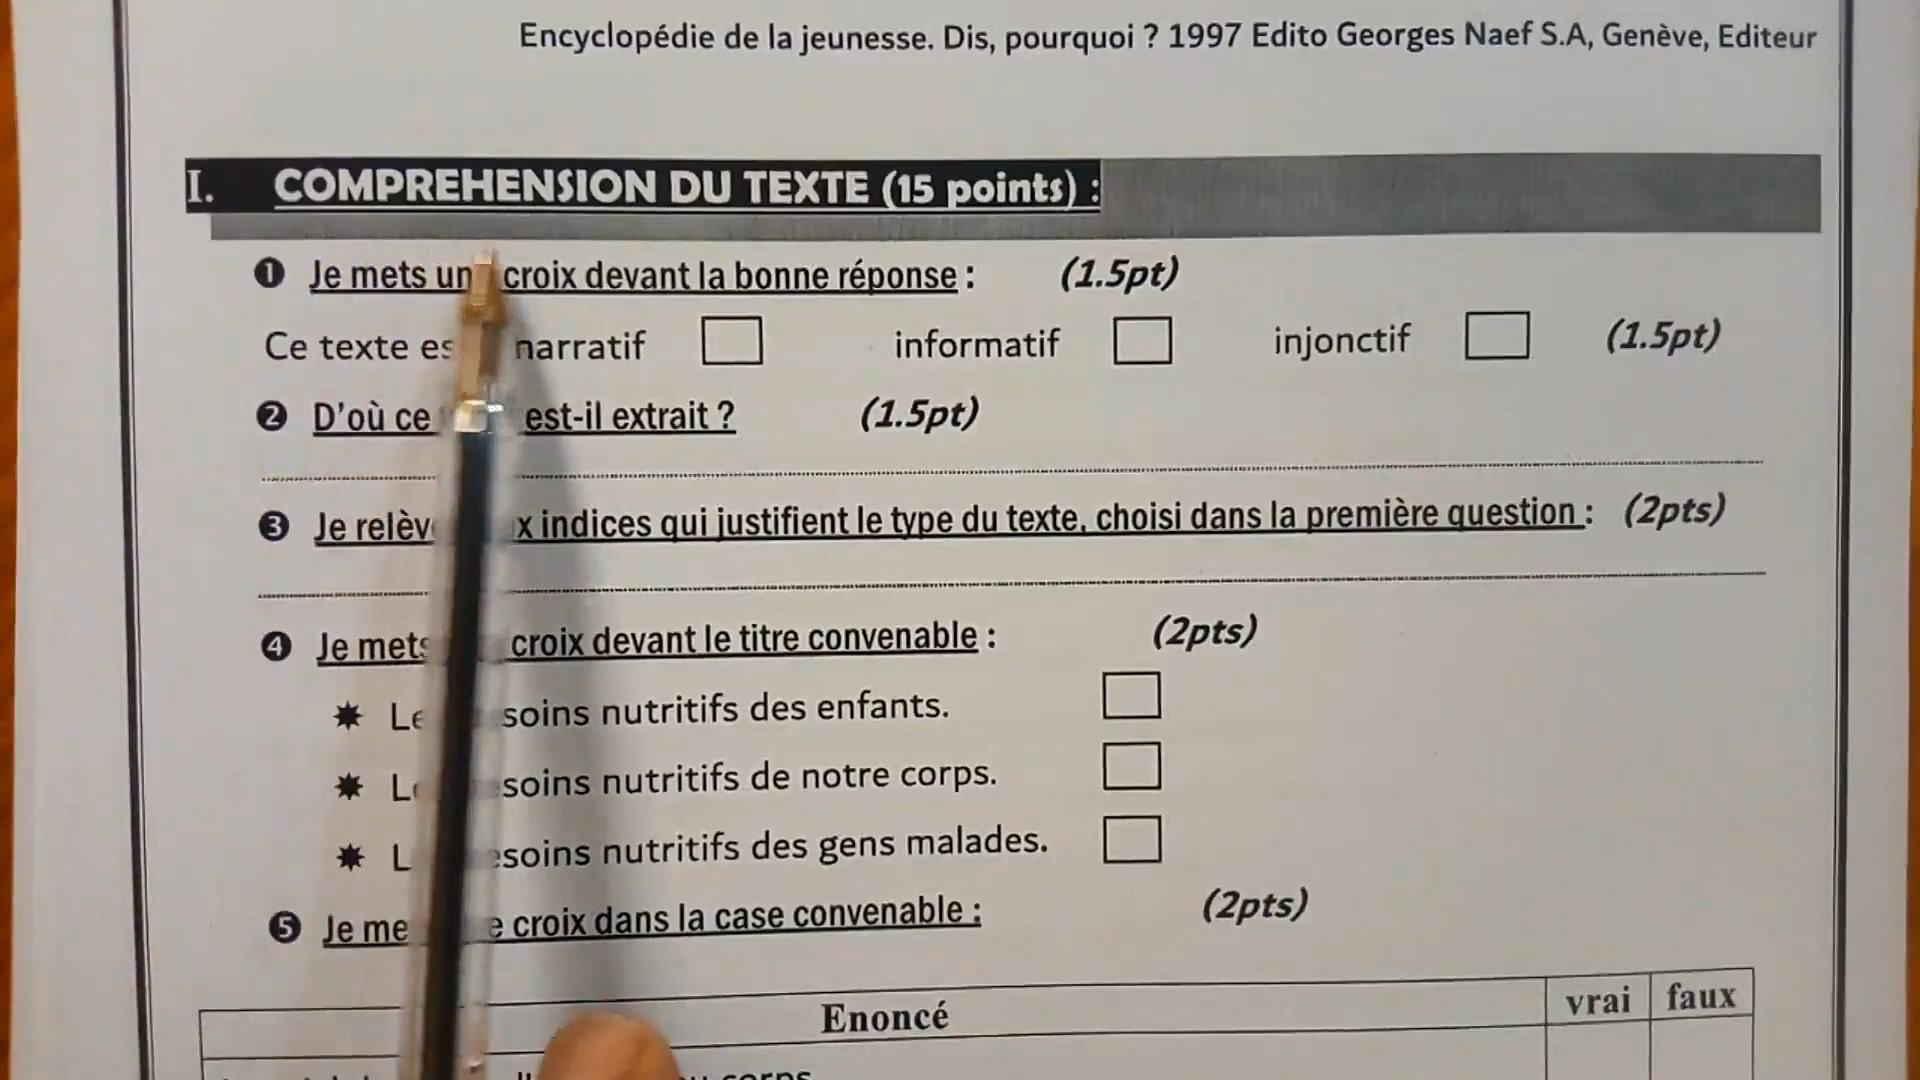 Encyclopédie de la jeunesse. Dis, pourquoi ? 1997 Edito Georges Naef S.A, Genève, Editeur
I. COMPREHENSION DU TEXTE (15 points) :
❶ Je mets un croix devant la bonne réponse : (1.5pt)
Ce texte es narratif informatif injonctif (1.5pt)
❷ D'où ce est-il extrait ? (1.5pt)
❸ Je relèv x indices qui justifient le type du texte, choisi dans la première question : (2pts)
❹ Je mets croix devant le titre convenable : (2pts)
Le soins nutritifs des enfants.
L soins nutritifs de notre corps.
L esoins nutritifs des gens malades.
❺ Je me e croix dans la case convenable : (2pts)
Enoncé vrai faux
corps